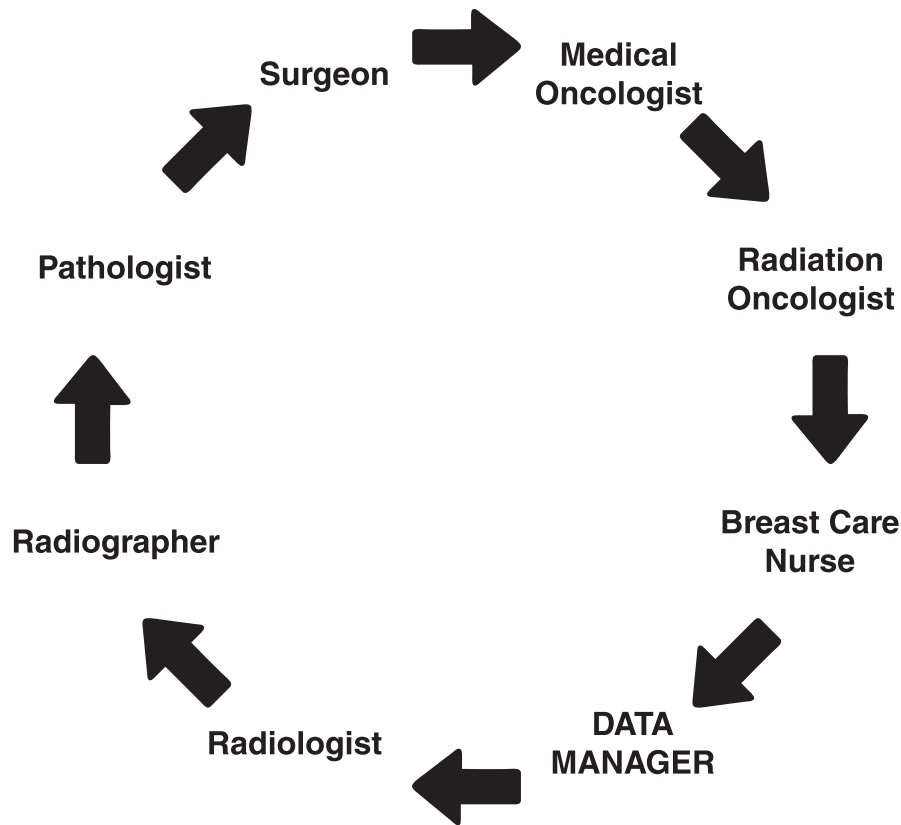 Surgeon
Medical
Oncologist
Radiation
Oncologist
Breast Care
Nurse
DATA
MANAGER
Radiologist
Radiographer
Pathologist